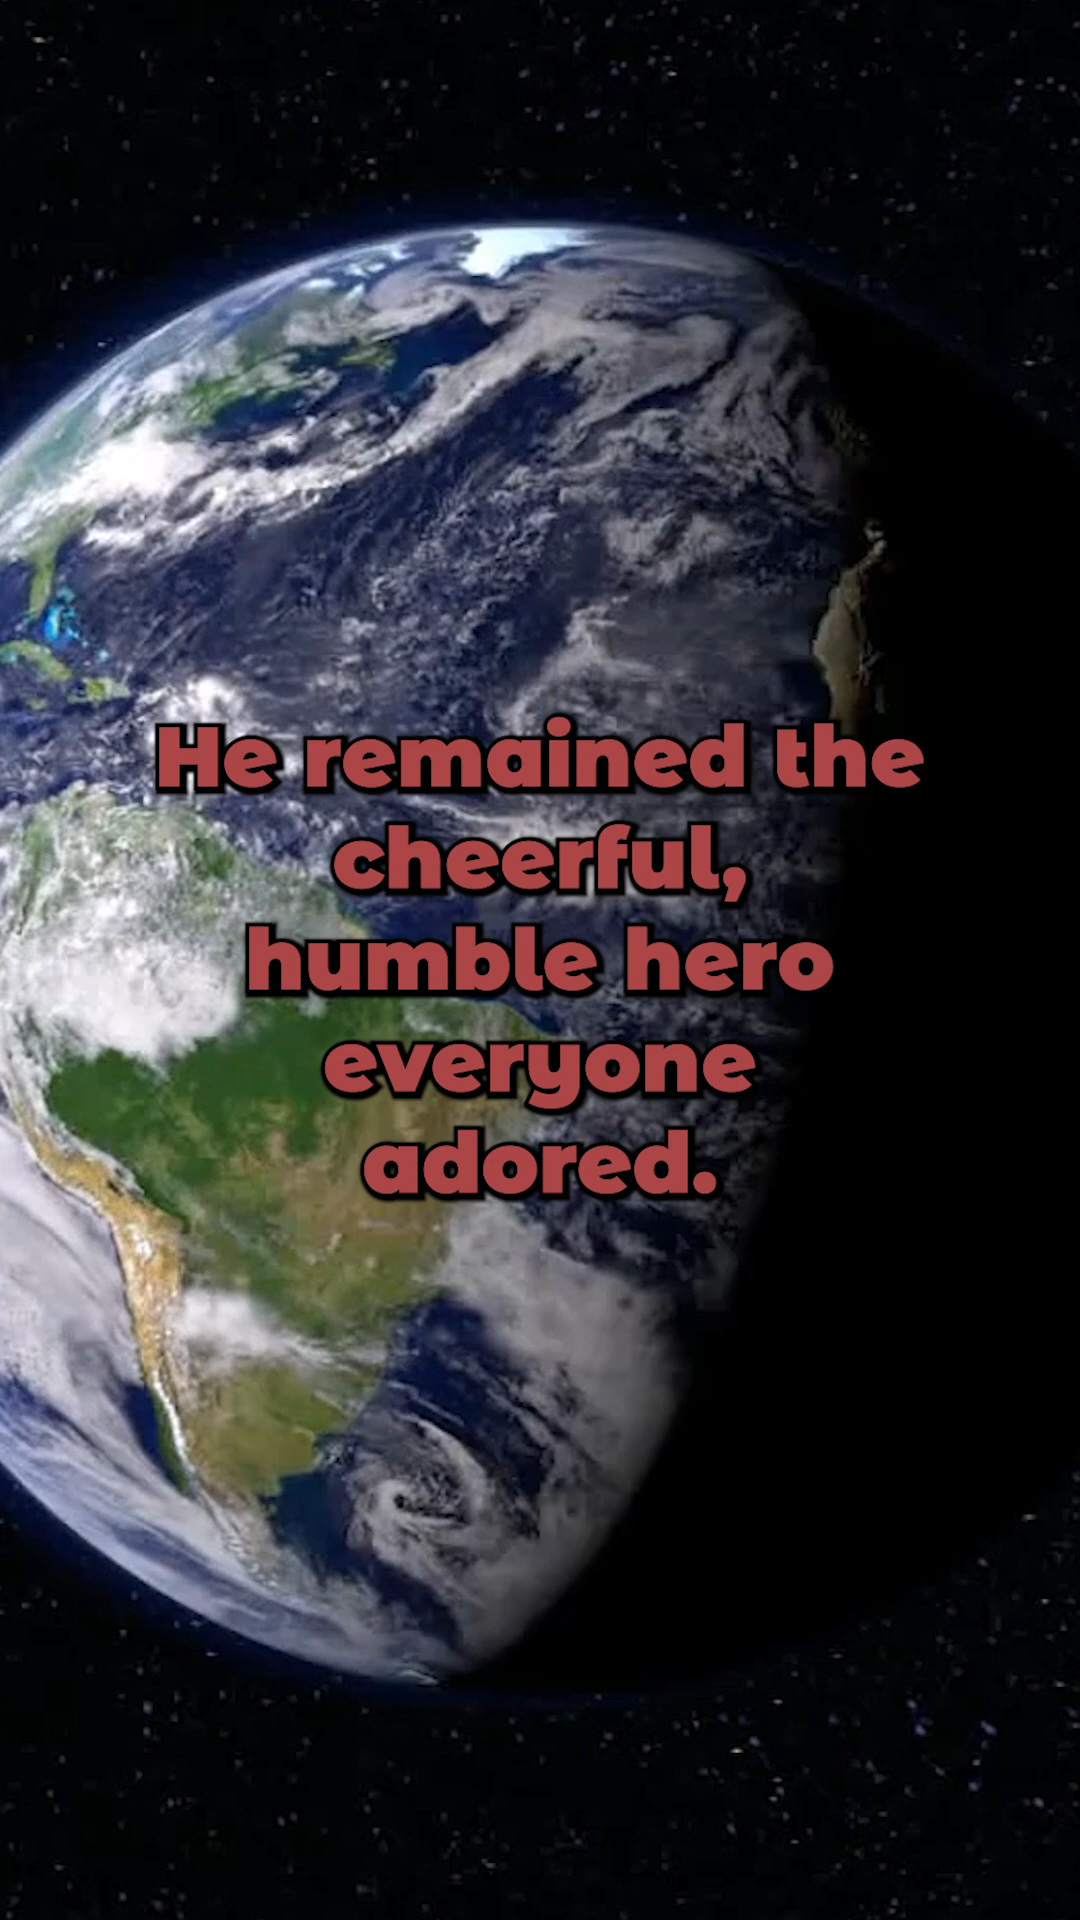 He remained the
cheerful,
humble hero
everyone
adored.